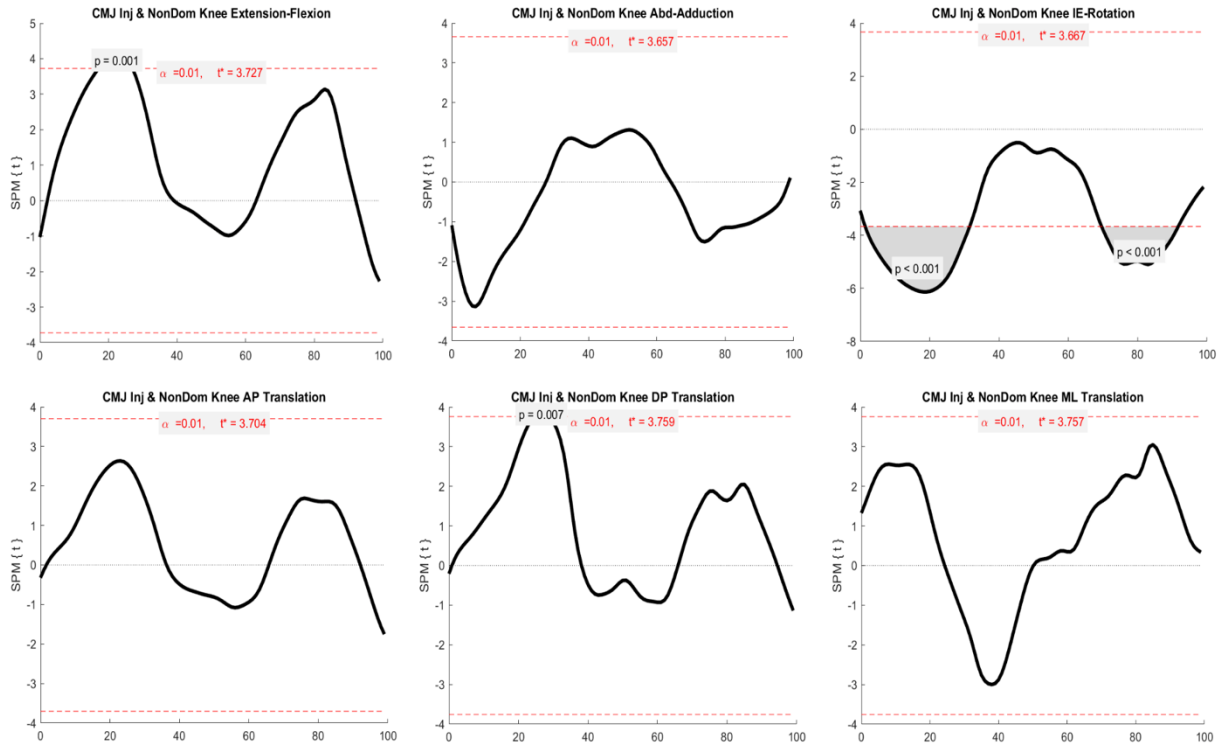 CMJ Inj & NonDom Knee Extension-Flexion
5
4
3
2
1
0
-1
-2
-3
-4
SPM { t }
p = 0.001
α =0.01, t* = 3.727
0 20 40 60 80 100
CMJ Inj & NonDom Knee Abd-Adduction
4
3
2
1
0
-1
-2
-3
-4
SPM { t }
α =0.01, t* = 3.657
0 20 40 60 80 100
CMJ Inj & NonDom Knee IE-Rotation
4
2
0
-2
-4
-6
-8
SPM { t }
α =0.01, t* = 3.667
p < 0.001
p < 0.001
0 20 40 60 80 100
CMJ Inj & NonDom Knee AP Translation
4
3
2
1
0
-1
-2
-3
-4
SPM { t }
α =0.01, t* = 3.704
0 20 40 60 80 100
CMJ Inj & NonDom Knee DP Translation
4
3
2
1
0
-1
-2
-3
-4
SPM { t }
p = 0.007
α =0.01, t* = 3.759
0 20 40 60 80 100
CMJ Inj & NonDom Knee ML Translation
4
3
2
1
0
-1
-2
-3
-4
SPM { t }
α =0.01, t* = 3.757
0 20 40 60 80 100